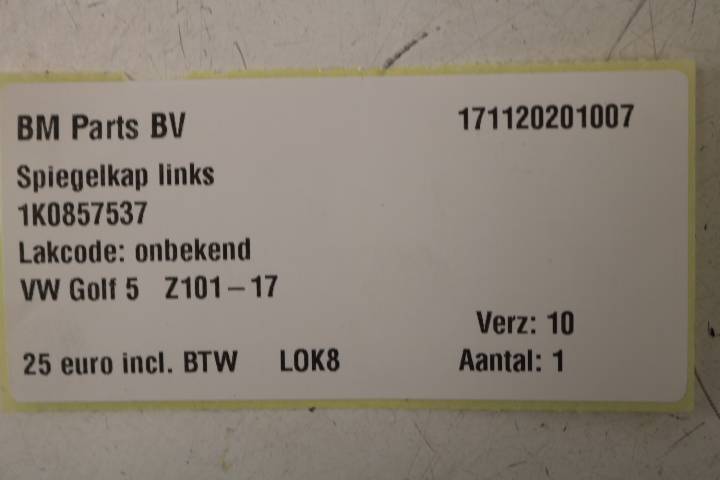 BM Parts BV 171120201007
Spiegelkap links
1K0857537
Lakcode: onbekend
VW Golf 5 Z101-17
Verz: 10
25 euro incl. BTW LOK8 Aantal: 1